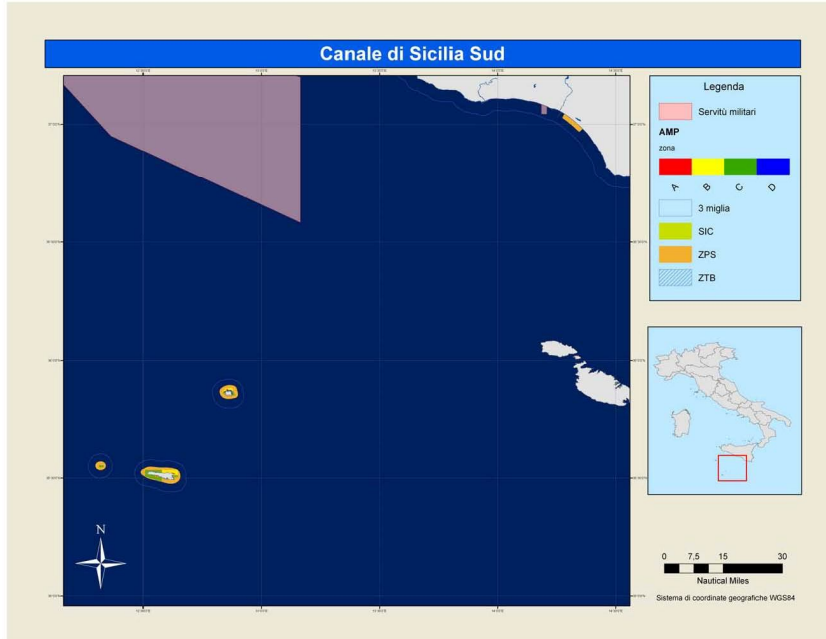 Canale di Sicilia Sud
Legenda
Servitù militari
AMP
zona
A
B
C
D
3 miglia
SIC
ZPS
ZTB
N
0 7,5 15 30
Nautical Miles
Sistema di coordinate geografiche WGS84